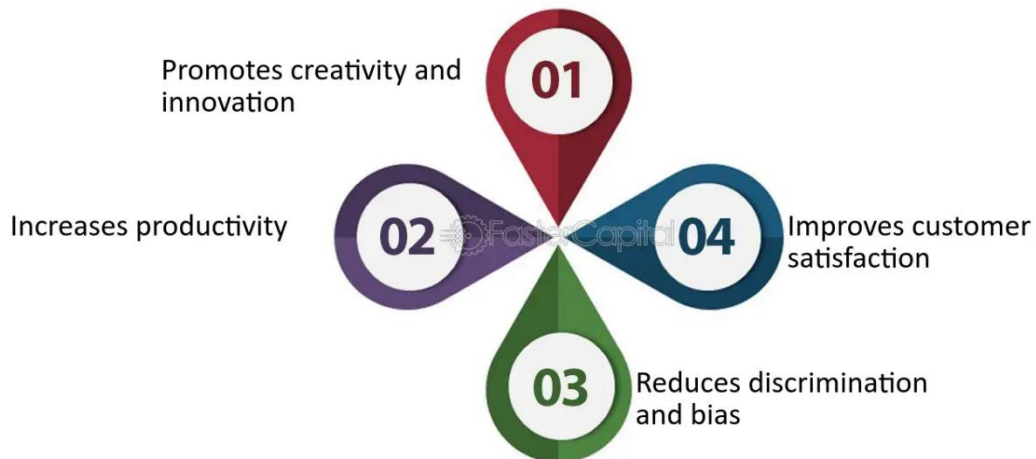 01
Promotes creativity and
innovation
02
Increases productivity
FasterCapital
04
Improves customer
satisfaction
03
Reduces discrimination
and bias